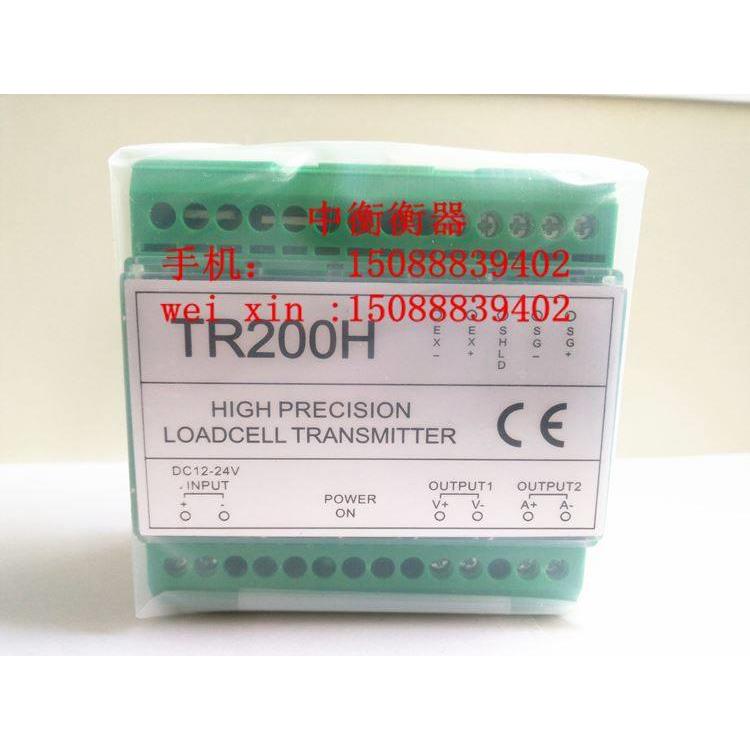 中衡衡器
手机： 15088839402
wei xin :15088839402
TR200H
EX-
EX+
SHLD
SG-
SG+
HIGH PRECISION
LOADCELL TRANSMITTER
CE
DC12-24V
INPUT
+ -
POWER
ON
OUTPUT1
V+ V-
OUTPUT2
A+ A-